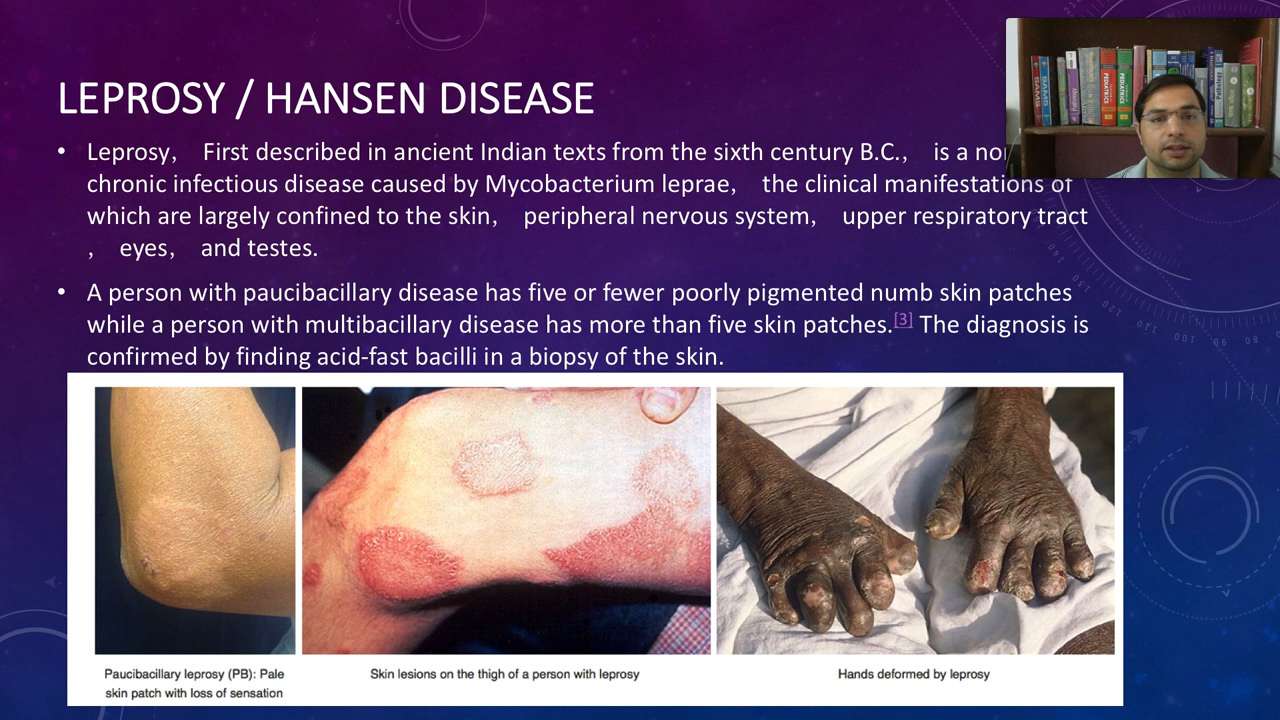 LEPROSY / HANSEN DISEASE
• Leprosy, First described in ancient Indian texts from the sixth century B.C., is a
chronic infectious disease caused by Mycobacterium leprae, the clinical manifestations of
which are largely confined to the skin, peripheral nervous system, upper respiratory tract
, eyes, and testes.
• A person with paucibacillary disease has five or fewer poorly pigmented numb skin patches
while a person with multibacillary disease has more than five skin patches.[3] The diagnosis is
confirmed by finding acid-fast bacilli in a biopsy of the skin.
Paucibacillary leprosy (PB): Pale
skin patch with loss of sensation
Skin lesions on the thigh of a person with leprosy
Hands deformed by leprosy
SAMS
SAMS
PEDIATRICS
PEDIATRICS